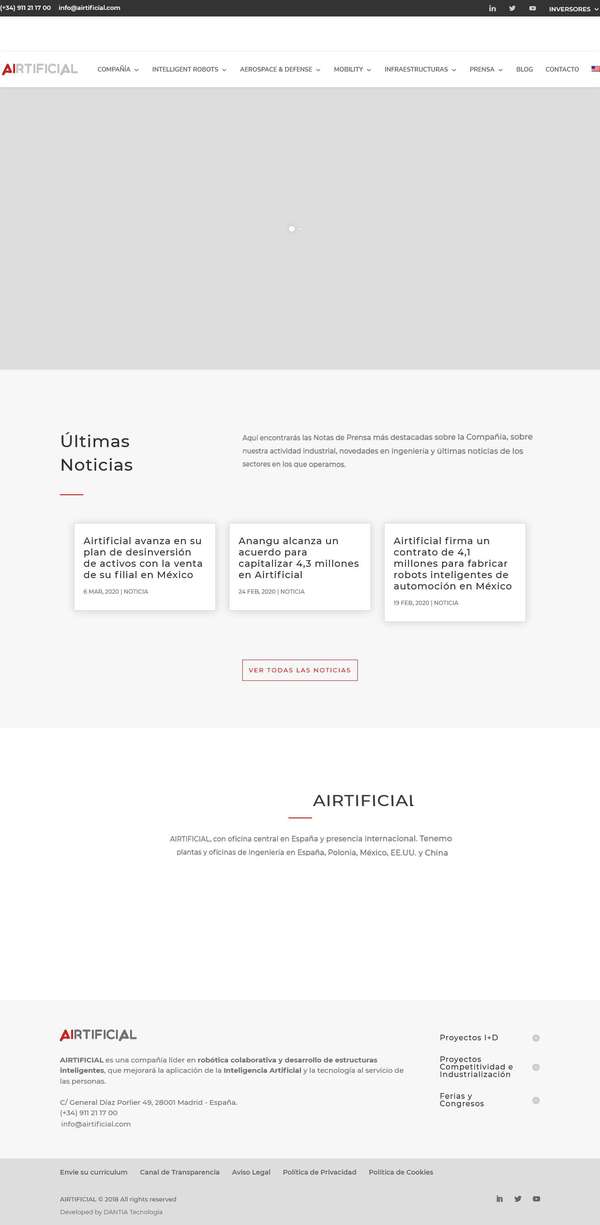 (+34) 911 21 17 00 info@airtificial.com INVERSORES
AIRTIFICIAL COMPAÑÍA INTELLIGENT ROBOTS AEROSPACE & DEFENSE MOBILITY INFRAESTRUCTURAS PRENSA BLOG CONTACTO
Últimas
Noticias
Aquí encontrarás las Notas de Prensa más destacadas sobre la Compañía, sobre
nuestra actividad industrial, novedades en ingeniería y últimas noticias de los
sectores en los que operamos.
Airtificial avanza en su
plan de desinversión
de activos con la venta
de su filial en México
6 MAR, 2020 | NOTICIA
Anangu alcanza un
acuerdo para
capitalizar 4,3 millones
en Airtificial
24 FEB, 2020 | NOTICIA
Airtificial firma un
contrato de 4,1
millones para fabricar
robots inteligentes de
automoción en México
19 FEB, 2020 | NOTICIA
VER TODAS LAS NOTICIAS
AIRTIFICIAL
AIRTIFICIAL, con oficina central en España y presencia internacional. Tenemo
plantas y oficinas de ingeniería en España, Polonia, México, EE.UU. y China
AIRTIFICIAL
AIRTIFICIAL es una compañía líder en robótica colaborativa y desarrollo de estructuras
inteligentes, que mejorará la aplicación de la Inteligencia Artificial y la tecnología al servicio de
las personas.
C/ General Díaz Porlier 49, 28001 Madrid - España.
(+34) 911 21 17 00
info@airtificial.com
Proyectos I+D
Proyectos
Competitividad e
Industrialización
Ferias y
Congresos
Envíe su currículum Canal de Transparencia Aviso Legal Política de Privacidad Política de Cookies
AIRTIFICIAL © 2018 All rights reserved
Developed by DANTIA Tecnología